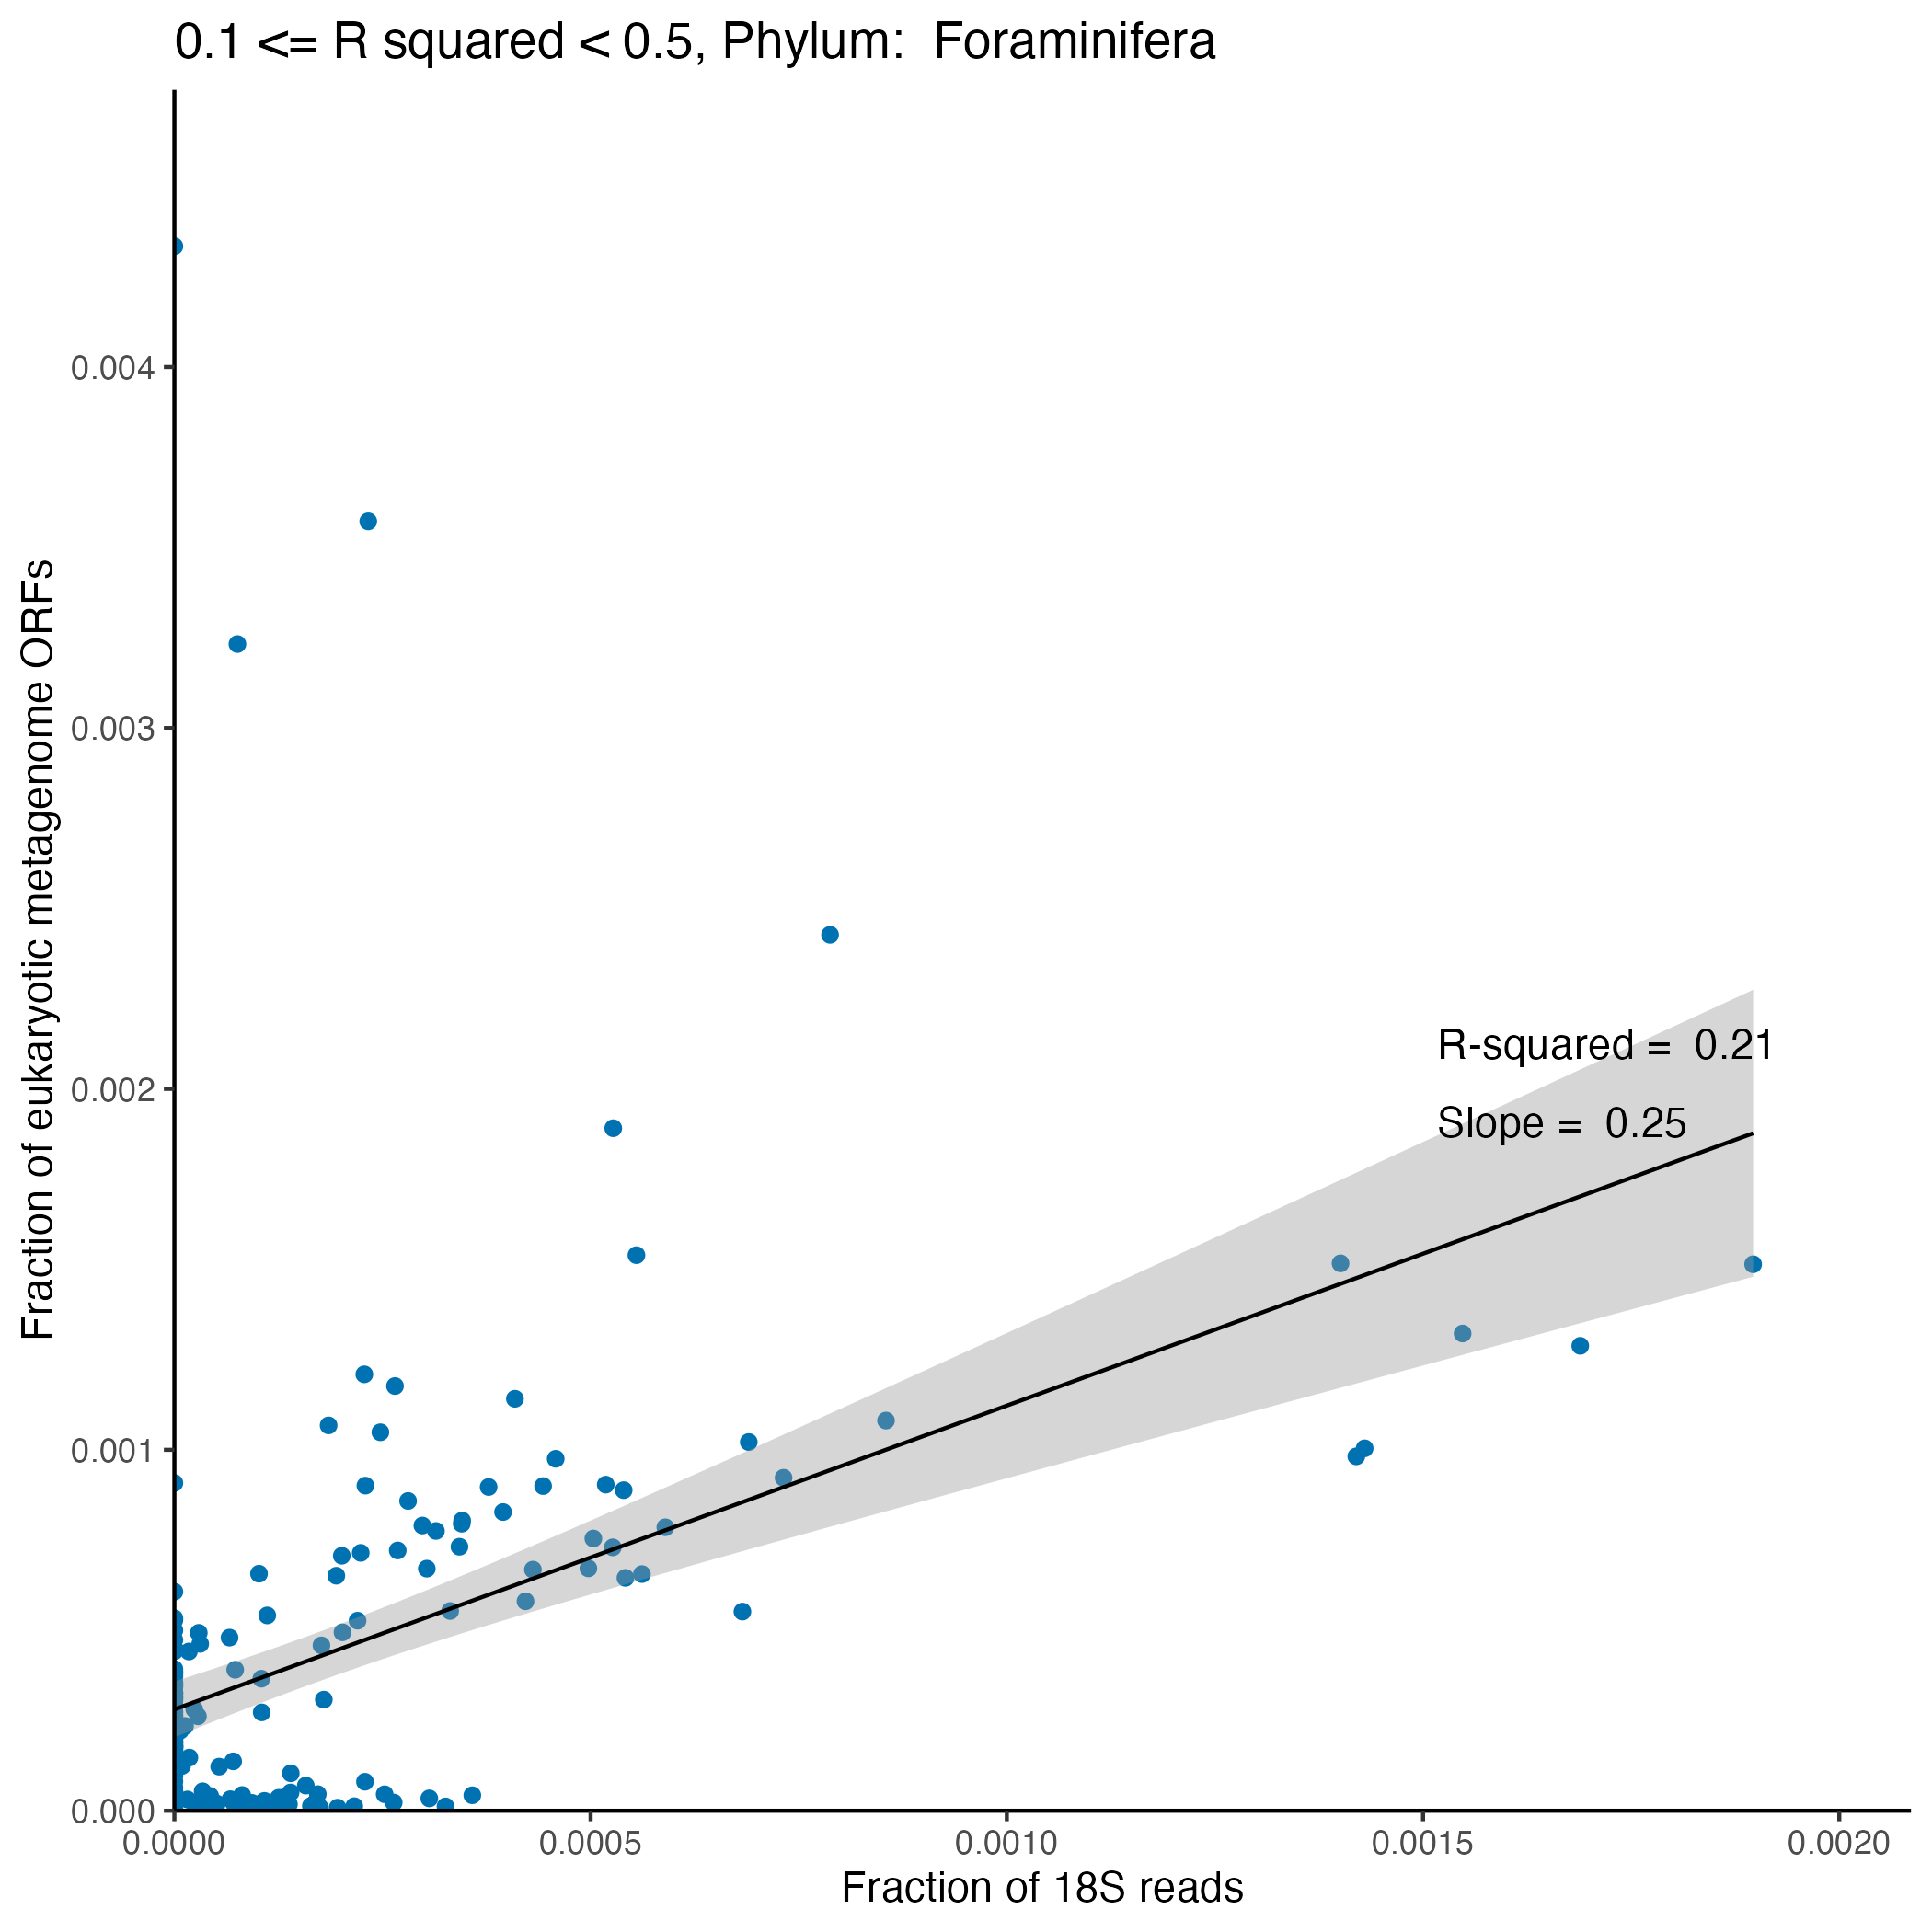 0.1 <= R squared < 0.5, Phylum:  Foraminifera
Fraction of eukaryotic metagenome ORFs
0.004
0.003
0.002
0.001
0.000
R-squared =  0.21
Slope =  0.25
0.0000
0.0005
0.0010
0.0015
0.0020
Fraction of 18S reads